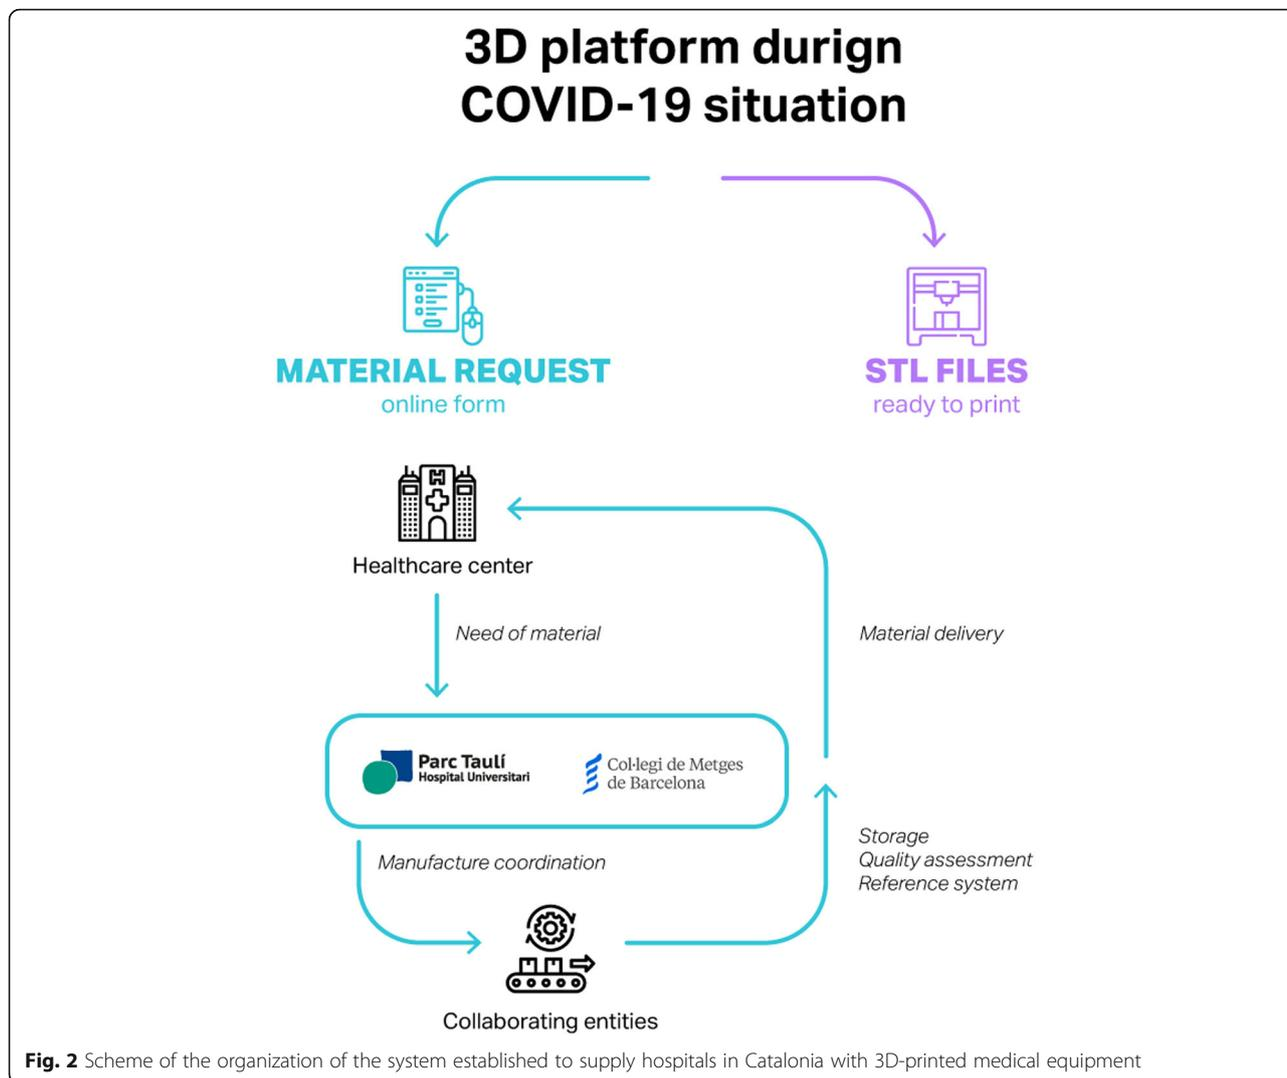 3D platform durign
COVID-19 situation
MATERIAL REQUEST
online form
STL FILES
ready to print
H
Healthcare center
Need of material
Material delivery
Parc Taulí
Hospital Universitari
Col·legi de Metges
de Barcelona
Manufacture coordination
Storage
Quality assessment
Reference system
Collaborating entities
Fig. 2 Scheme of the organization of the system established to supply hospitals in Catalonia with 3D-printed medical equipment